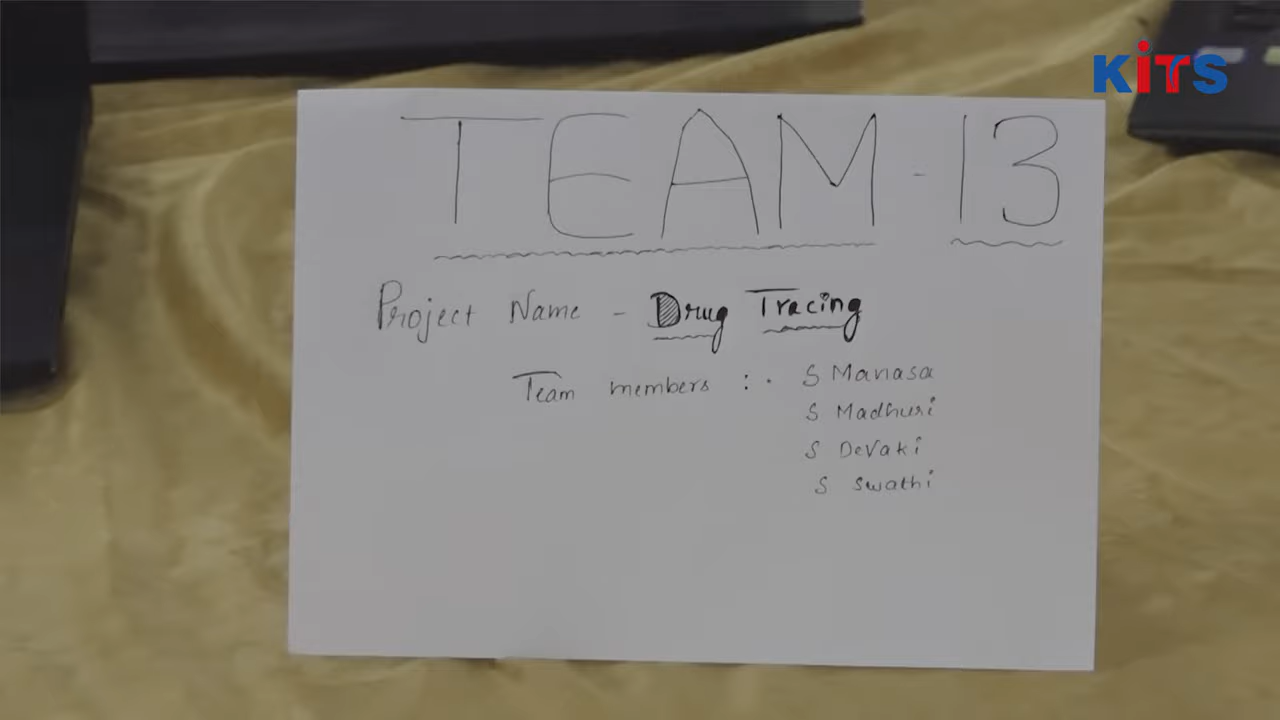 KiTS
TEAM - 13
Project Name - Drug Tracing
Team members : . S Manasa
S Madhuri
S Devaki
S Swathi